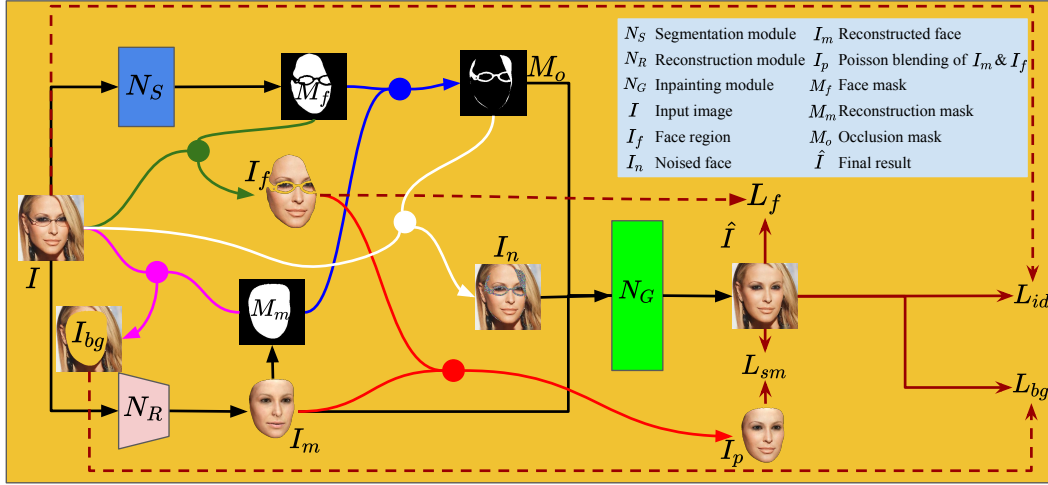 N_S Segmentation module
N_R Reconstruction module
N_G Inpainting module
I Input image
I_f Face region
I_n Noised face
I_m Reconstructed face
I_p Poisson blending of I_m & I_f
M_f Face mask
M_m Reconstruction mask
M_o Occlusion mask
Î Final result
N_S
M_f
M_o
I_f
L_f
I
I_n
Î
N_G
L_id
I_bg
M_m
L_sm
L_bg
N_R
I_m
I_p